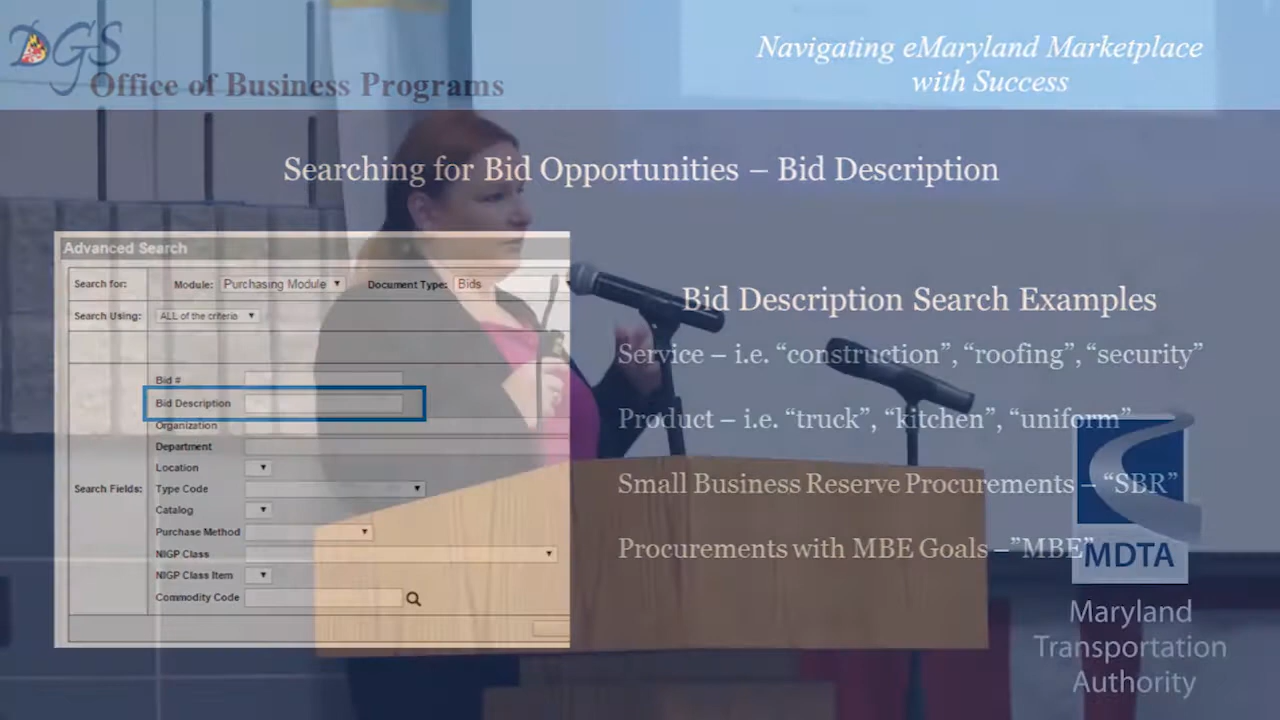 DGS
Office of Business Programs
Navigating eMaryland Marketplace
with Success
Searching for Bid Opportunities – Bid Description
Advanced Search
Search for: Module: Purchasing Module Document Type: Bids
Search Using: ALL of the criteria
Bid #
Bid Description
Organization
Department
Location
Search Fields: Type Code
Catalog
Purchase Method
NIGP Class
NIGP Class Item
Commodity Code
Bid Description Search Examples
Service – i.e. “construction”, “roofing”, “security”
Product – i.e. “truck”, “kitchen”, “uniform”
Small Business Reserve Procurements – “SBR”
Procurements with MBE Goals –”MBE”
MDTA
Maryland
Transportation
Authority